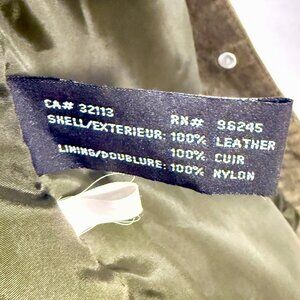 CA# 32113 RN# 96245
SHELL/EXTERIEUR: 100% LEATHER
100% CUIR
LINING/DOUBLURE: 100% NYLON